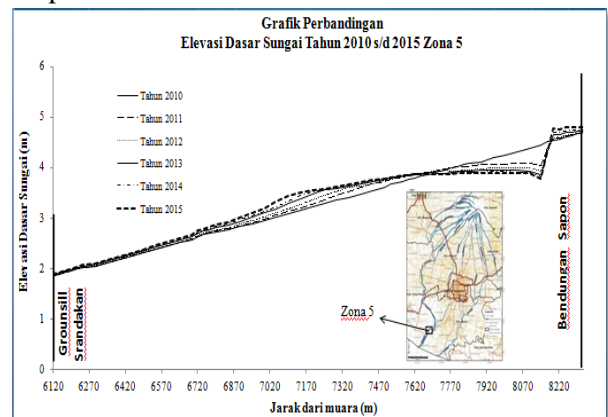 Grafik Perbandingan
Elevasi Dasar Sungai Tahun 2010 s/d 2015 Zona 5
Elevasi Dasar Sungai (m)
6
5
4
3
2
1
0
Tahun 2010
Tahun 2011
Tahun 2012
Tahun 2013
Tahun 2014
Tahun 2015
Grounsill
Srandakan
Zona 5
Bendungan Sapon
6120 6270 6420 6570 6720 6870 7020 7170 7320 7470 7620 7770 7920 8070 8220
Jarak dari muara (m)